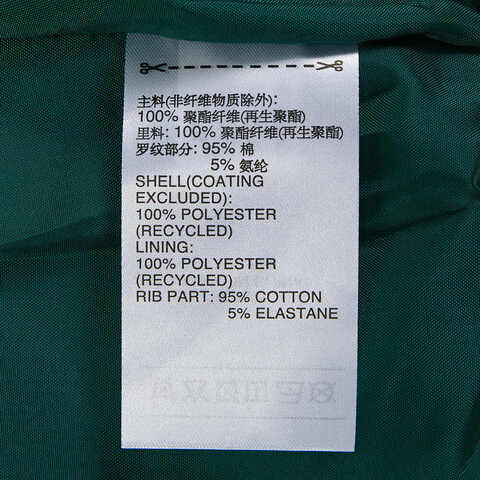 主料(非纤维物质除外):
100% 聚酯纤维(再生聚酯)
里料: 100% 聚酯纤维(再生聚酯)
罗纹部分: 95% 棉
5% 氨纶
SHELL(COATING
EXCLUDED):
100% POLYESTER
(RECYCLED)
LINING:
100% POLYESTER
(RECYCLED)
RIB PART: 95% COTTON
5% ELASTANE